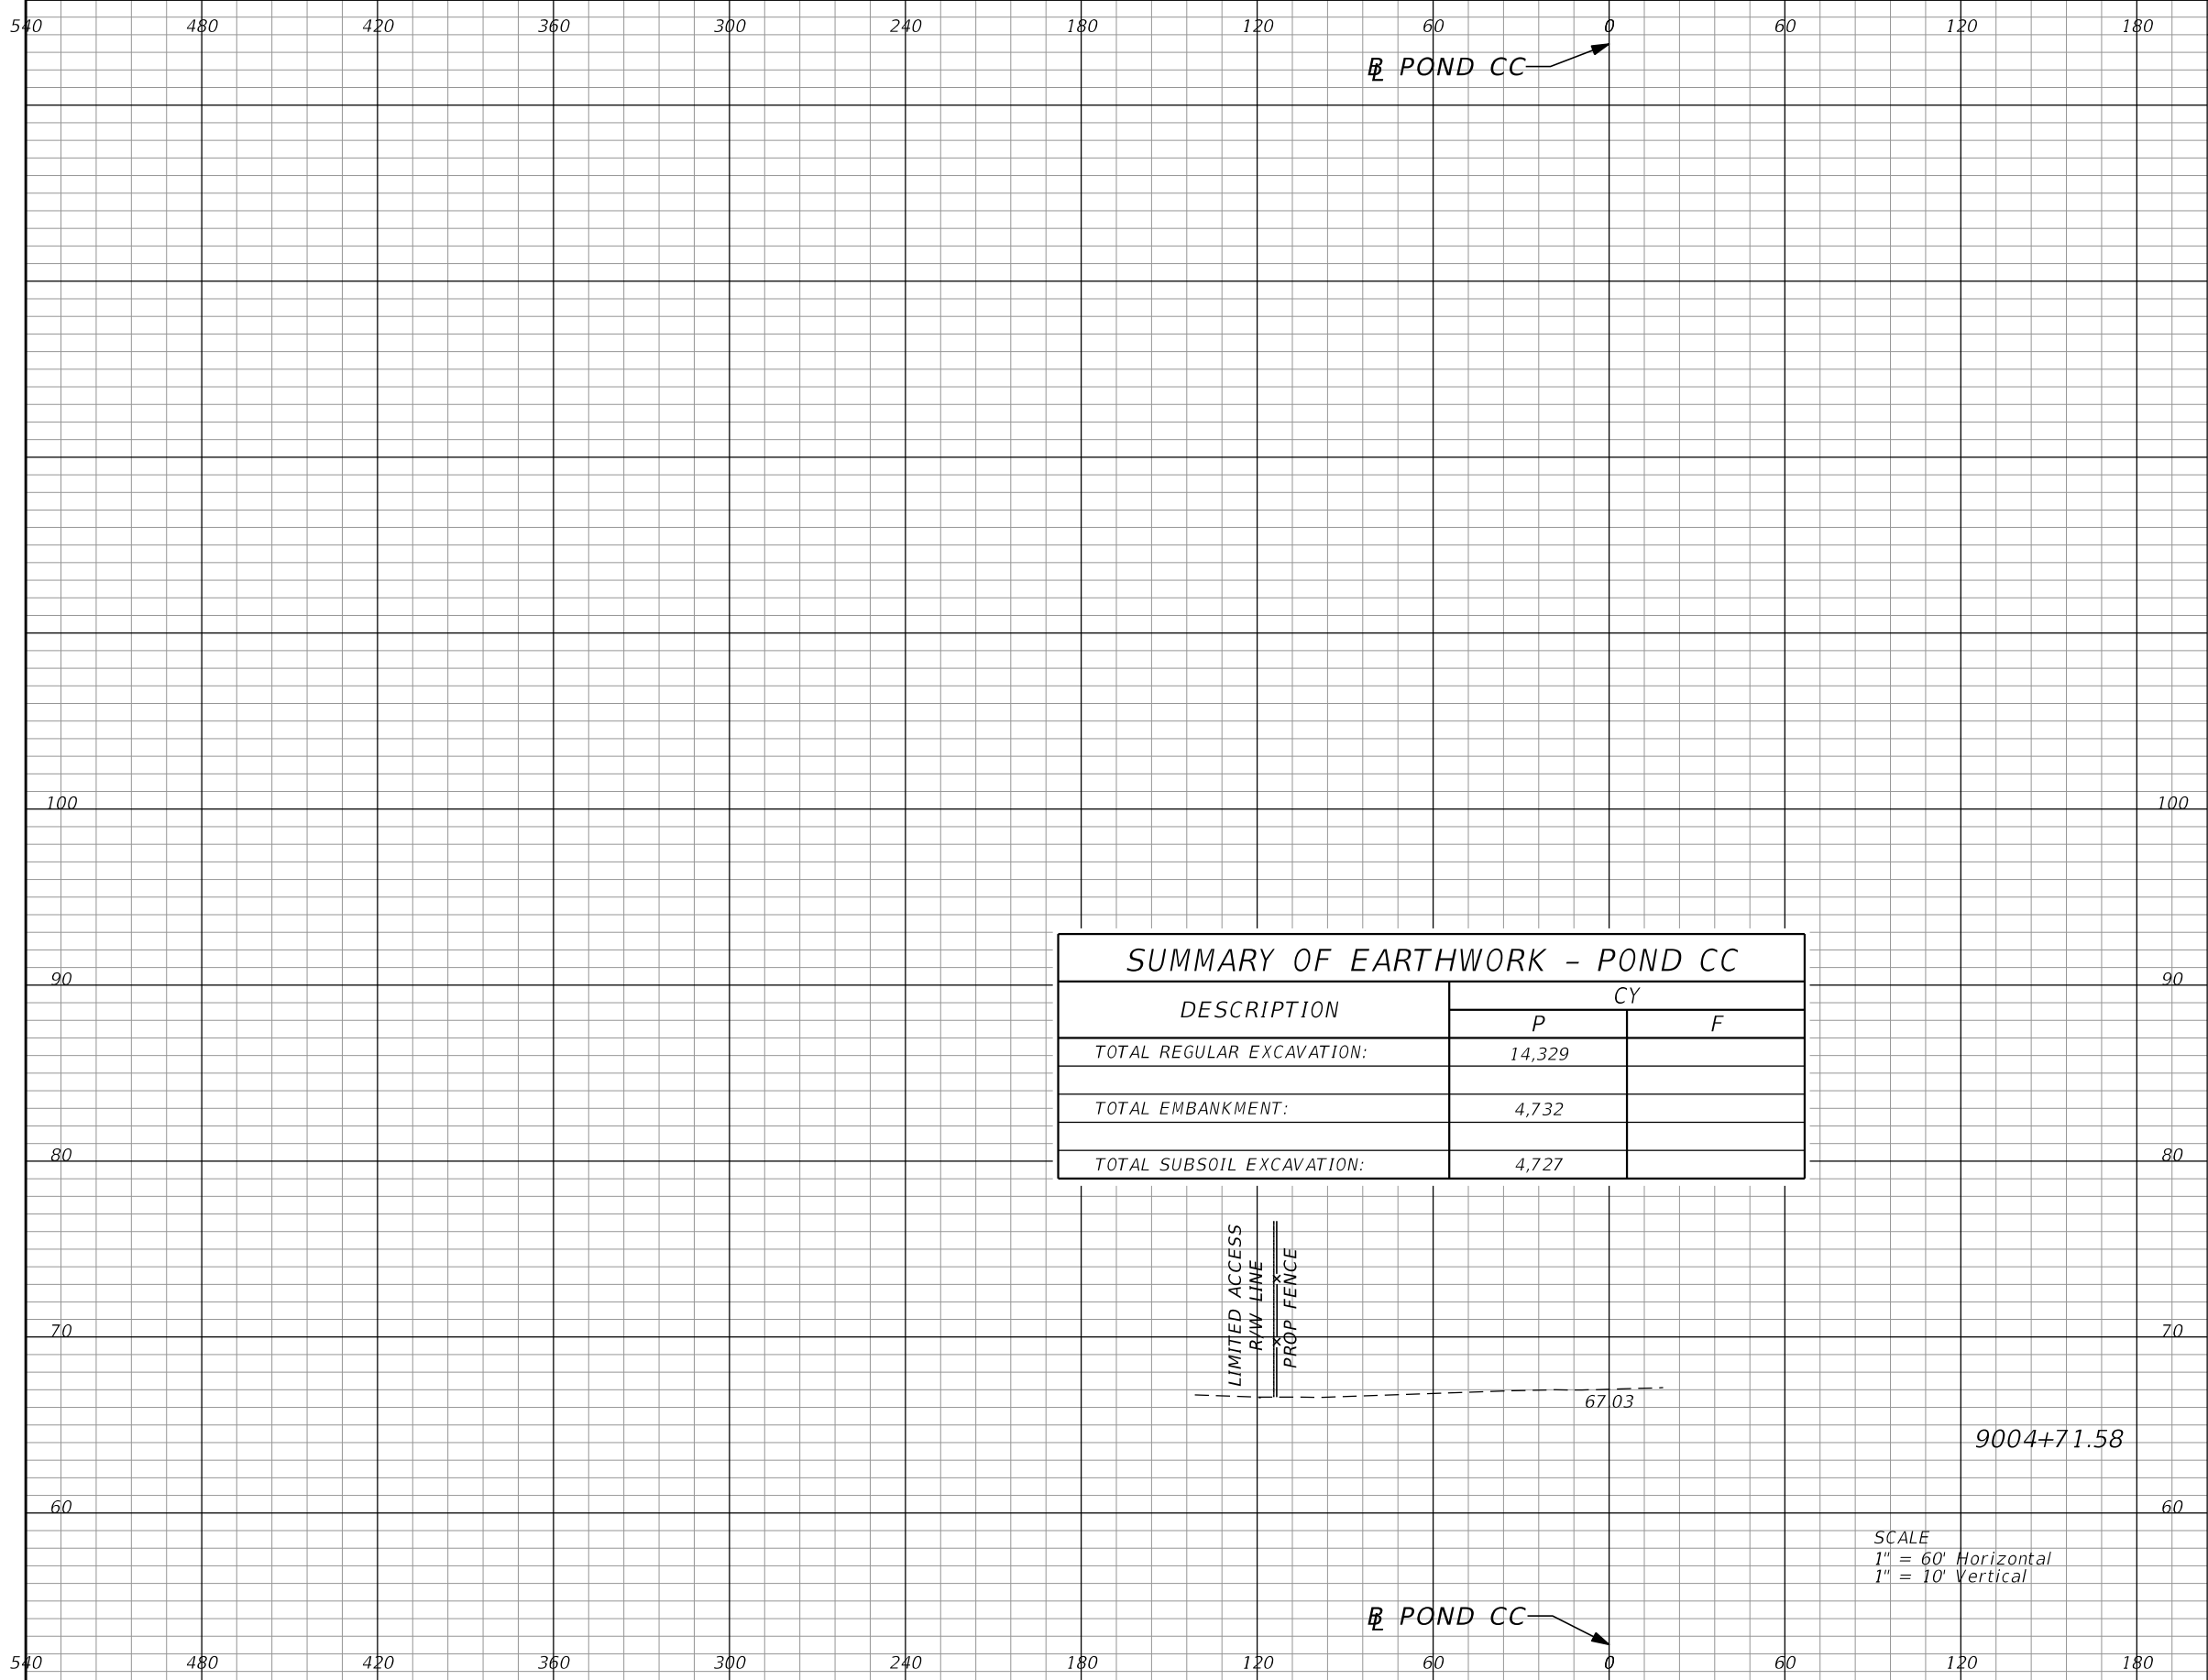 540 480 420 360 300 240 180 120 60 0 60 120 180
BL POND CC
100 100
90 90
SUMMARY OF EARTHWORK – POND CC
DESCRIPTION CY
P F
TOTAL REGULAR EXCAVATION: 14,329
TOTAL EMBANKMENT: 4,732
80 80
TOTAL SUBSOIL EXCAVATION: 4,727
LIMITED ACCESS
R/W LINE
PROP FENCE
70 70
67.03
9004+71.58
60 60
SCALE
1" = 60' Horizontal
1" = 10' Vertical
BL POND CC
540 480 420 360 300 240 180 120 60 0 60 120 180